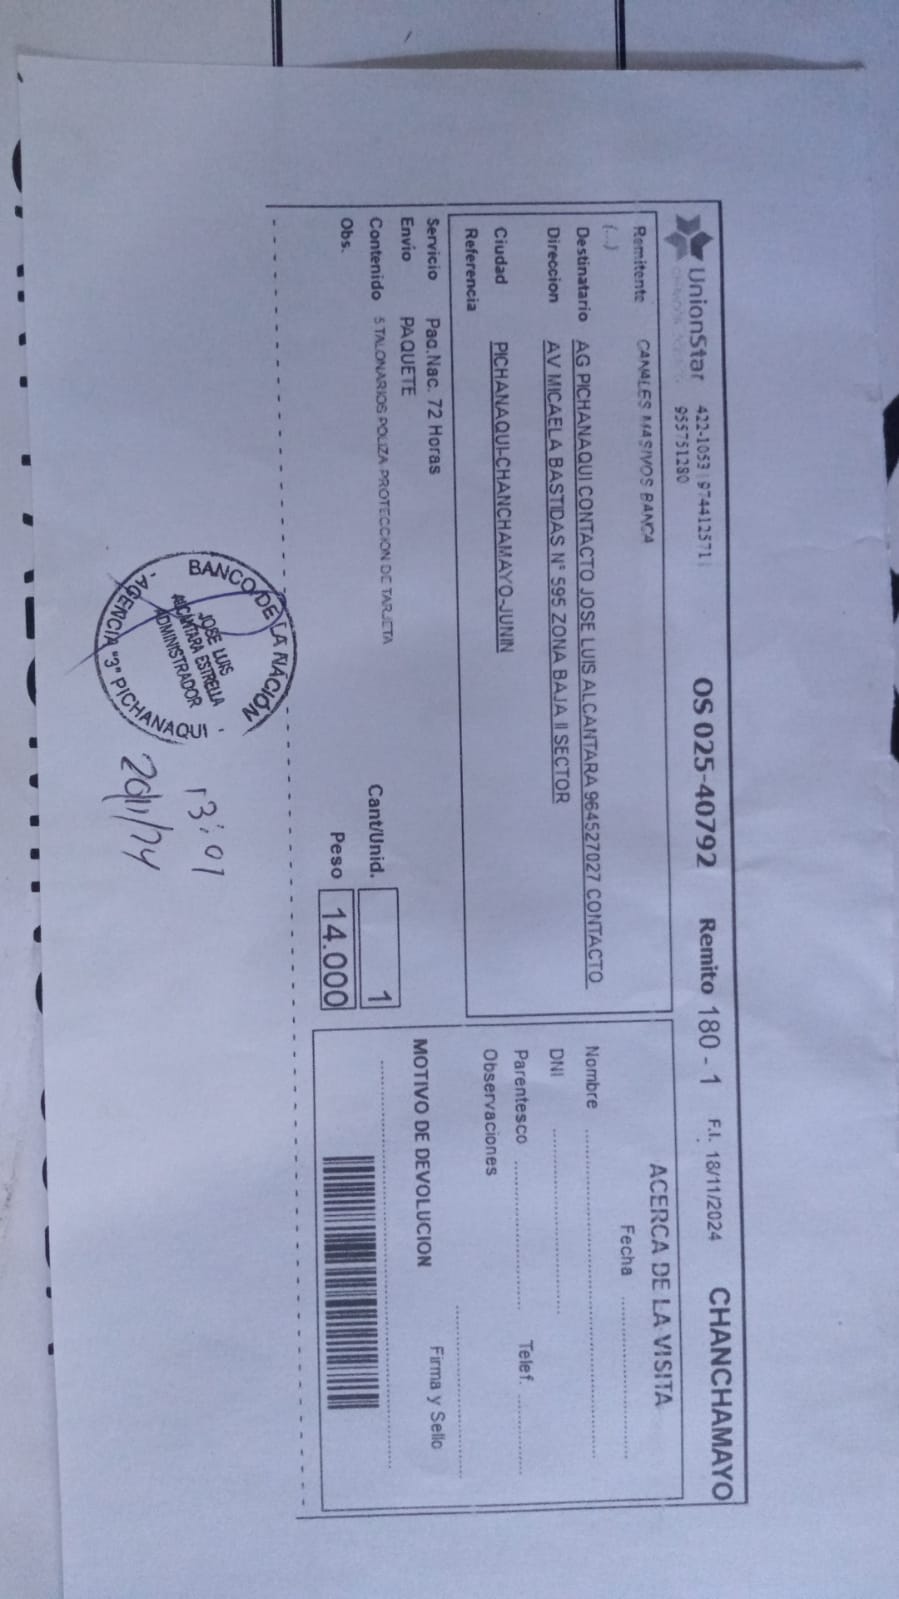 UnionStar 422-1053 | 974412571 | OS 025-40792 Remito 180 - 1 F.I. 18/11/2024 CHANCHAMAYO
955751280
Remitente CANALES MASIVOS BANCA
(...)
Destinatario AG PICHANAQUI CONTACTO JOSE LUIS ALCANTARA 964527027 CONTACTO
Direccion AV MICAELA BASTIDAS N° 595 ZONA BAJA II SECTOR
Ciudad PICHANAQUI-CHANCHAMAYO-JUNIN
Referencia
Servicio Paq.Nac. 72 Horas
Envio PAQUETE
Contenido 5 TALONARIOS POLIZA PROTECCION DE TARJETA Cant/Unid. 1
Obs. Peso 14.000
ACERCA DE LA VISITA
Fecha
Nombre
DNI
Parentesco Telef.
Observaciones
MOTIVO DE DEVOLUCION Firma y Sello
BANCO DE LA NACIÓN
JOSE LUIS
ALCANTARA ESTRELLA
ADMINISTRADOR
AGENCIA "3" PICHANAQUI
13:07
20/11/24